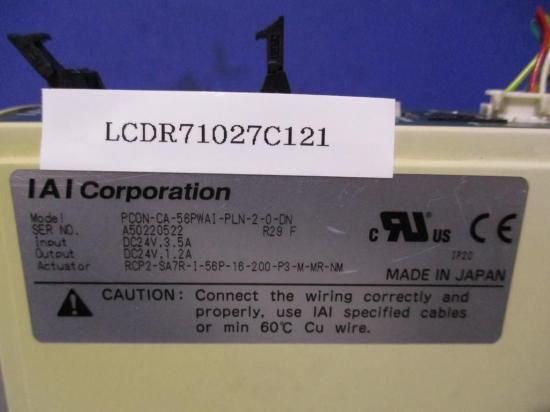 LCDR71027C121
IAI Corporation
Model PCON-CA-56PWAI-PLN-2-0-DN
SER NO. A50220522 R29 F
Input DC24V,3.5A
Output DC24V,1.2A
Actuator RCP2-SA7R-I-56P-16-200-P3-M-MR-NM
C RU US CE
IP20
MADE IN JAPAN
CAUTION: Connect the wiring correctly and
properly, use IAI specified cables
or min 60℃ Cu wire.